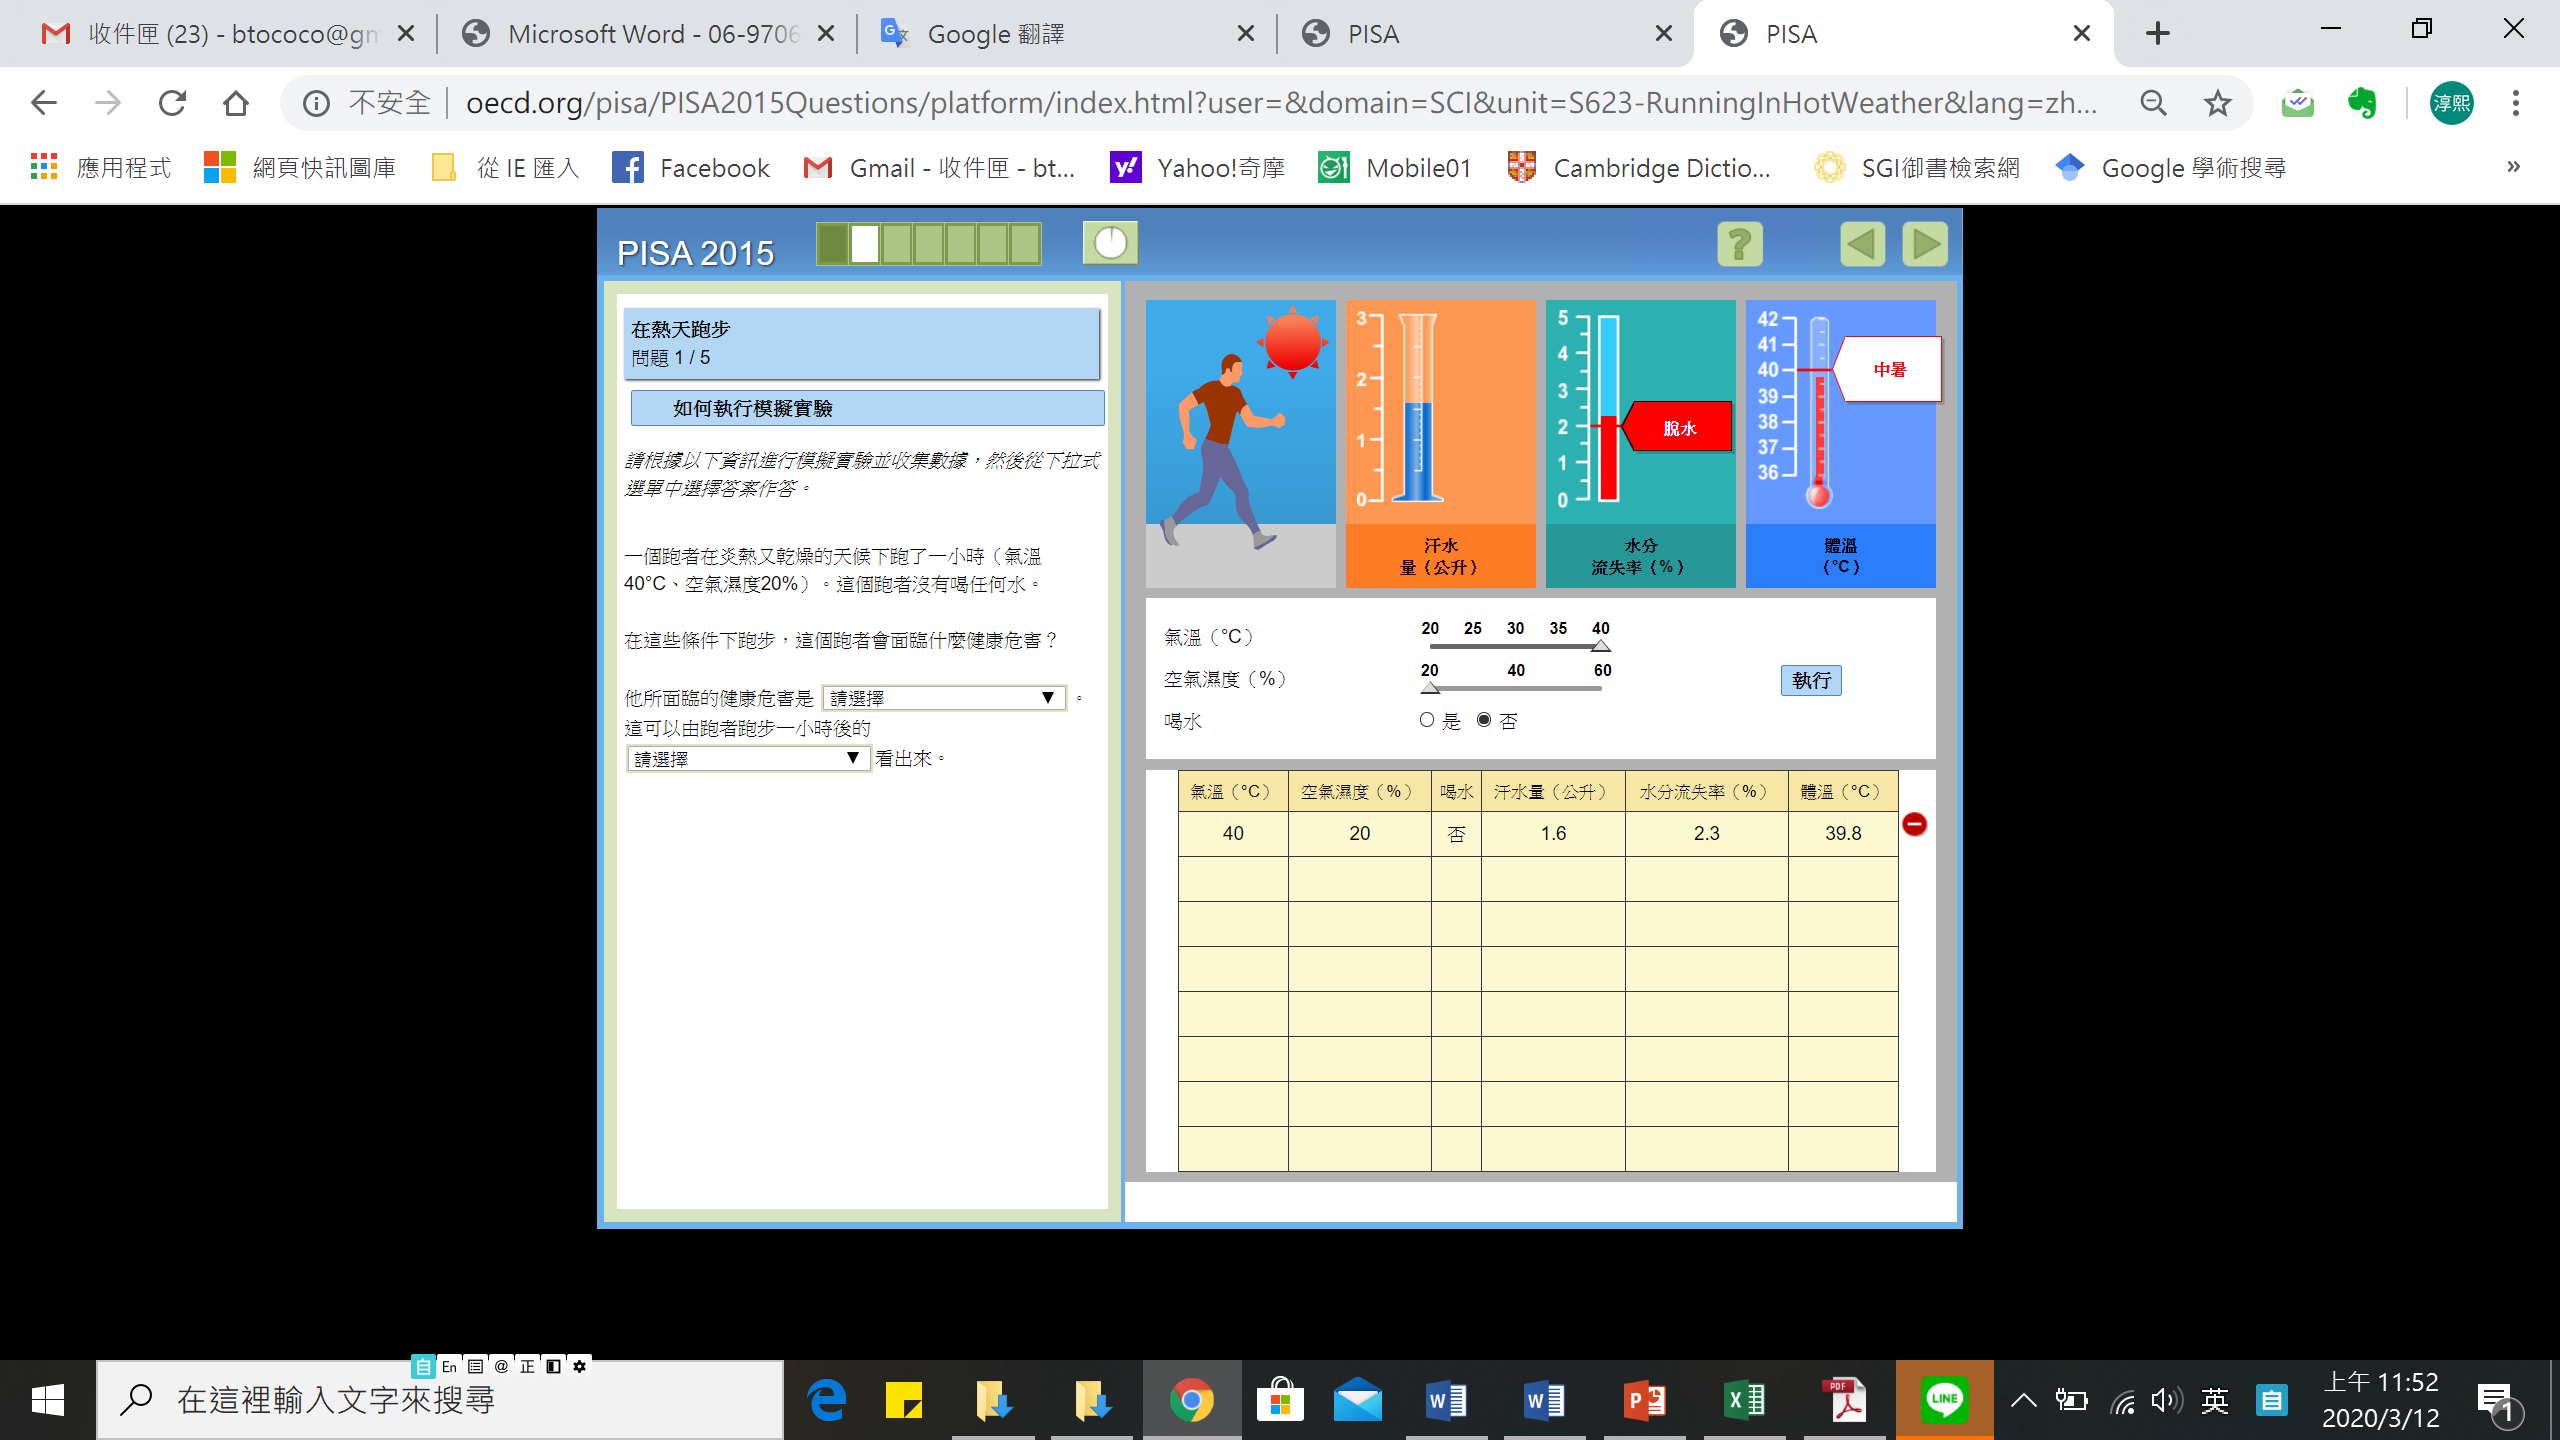 收件匣 (23) - btococo@gm
Microsoft Word - 06-9706
Google 翻譯
PISA
PISA
不安全
oecd.org/pisa/PISA2015Questions/platform/index.html?user=&domain=SCI&unit=S623-RunningInHotWeather&lang=zh...
淳熙
應用程式
網頁快訊圖庫
從 IE 匯入
Facebook
Gmail - 收件匣 - bt...
Yahoo!奇摩
Mobile01
Cambridge Dictio...
SGI御書檢索網
Google 學術搜尋
»
PISA 2015
?
在熱天跑步
問題 1 / 5
如何執行模擬實驗
請根據以下資訊進行模擬實驗並收集數據，然後從下拉式
選單中選擇答案作答。
一個跑者在炎熱又乾燥的天候下跑了一小時（氣溫
40°C、空氣濕度20%）。這個跑者沒有喝任何水。
在這些條件下跑步，這個跑者會面臨什麼健康危害？
他所面臨的健康危害是 請選擇 ▼ 。
這可以由跑者跑步一小時後的
請選擇 ▼ 看出來。
3
2
1
0
汗水
量（公升）
5
4
3
2
1
0
脫水
水分
流失率（%）
42
41
40
39
38
37
36
中暑
體溫
（°C）
氣溫（°C）
20 25 30 35 40
空氣濕度（%）
20 40 60
執行
喝水
是 否
氣溫（°C） 空氣濕度（%） 喝水 汗水量（公升） 水分流失率（%） 體溫（°C）
40 20 否 1.6 2.3 39.8
En @ 正
在這裡輸入文字來搜尋
PDF
LINE
英
上午 11:52
2020/3/12
1